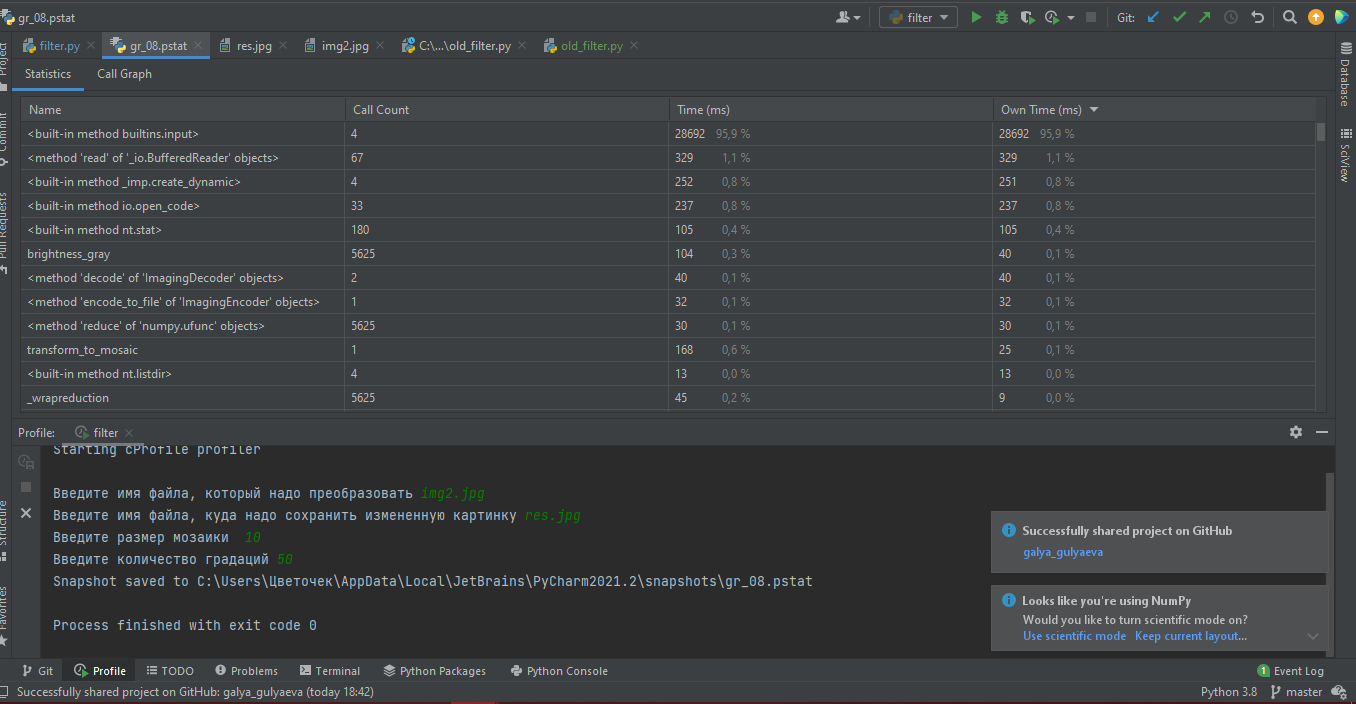 gr_08.pstat
filter
Git:
filter.py
gr_08.pstat
res.jpg
img2.jpg
C:\...\old_filter.py
old_filter.py
Statistics
Call Graph
Name Call Count Time (ms) Own Time (ms)
<built-in method builtins.input> 4 28692 95,9 % 28692 95,9 %
<method 'read' of '_io.BufferedReader' objects> 67 329 1,1 % 329 1,1 %
<built-in method _imp.create_dynamic> 4 252 0,8 % 251 0,8 %
<built-in method io.open_code> 33 237 0,8 % 237 0,8 %
<built-in method nt.stat> 180 105 0,4 % 105 0,4 %
brightness_gray 5625 104 0,3 % 40 0,1 %
<method 'decode' of 'ImagingDecoder' objects> 2 40 0,1 % 40 0,1 %
<method 'encode_to_file' of 'ImagingEncoder' objects> 1 32 0,1 % 32 0,1 %
<method 'reduce' of 'numpy.ufunc' objects> 5625 30 0,1 % 30 0,1 %
transform_to_mosaic 1 168 0,6 % 25 0,1 %
<built-in method nt.listdir> 4 13 0,0 % 13 0,0 %
_wrapreduction 5625 45 0,2 % 9 0,0 %
Project
Commit
Pull Requests
Structure
Favorites
Database
SciView
Profile: filter
Starting cProfile profiler
Введите имя файла, который надо преобразовать img2.jpg
Введите имя файла, куда надо сохранить измененную картинку res.jpg
Введите размер мозаики 10
Введите количество градаций 50
Snapshot saved to C:\Users\Цветочек\AppData\Local\JetBrains\PyCharm2021.2\snapshots\gr_08.pstat
Process finished with exit code 0
Successfully shared project on GitHub
galya_gulyaeva
Looks like you're using NumPy
Would you like to turn scientific mode on?
Use scientific mode Keep current layout...
Git
Profile
TODO
Problems
Terminal
Python Packages
Python Console
1 Event Log
Successfully shared project on GitHub: galya_gulyaeva (today 18:42)
Python 3.8
master